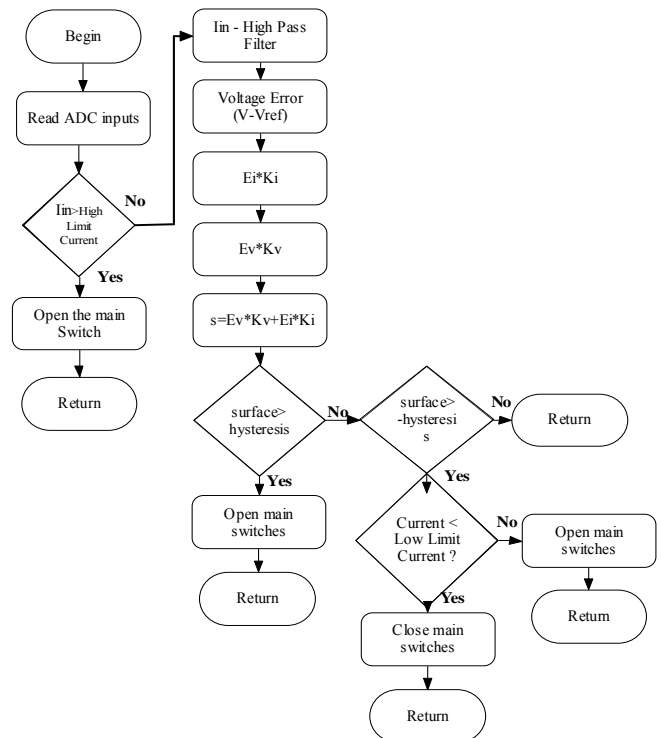 Begin
Read ADC inputs
Iin>High
Limit
Current
No
Yes
Open the main
Switch
Return
Iin - High Pass
Filter
Voltage Error
(V-Vref)
Ei*Ki
Ev*Kv
s=Ev*Kv+Ei*Ki
surface>
hysteresis
No
Yes
Open main
switches
Return
surface>
-hysteresi
s
No
Return
Yes
Current <
Low Limit
Current ?
No
Open main
switches
Return
Yes
Close main
switches
Return